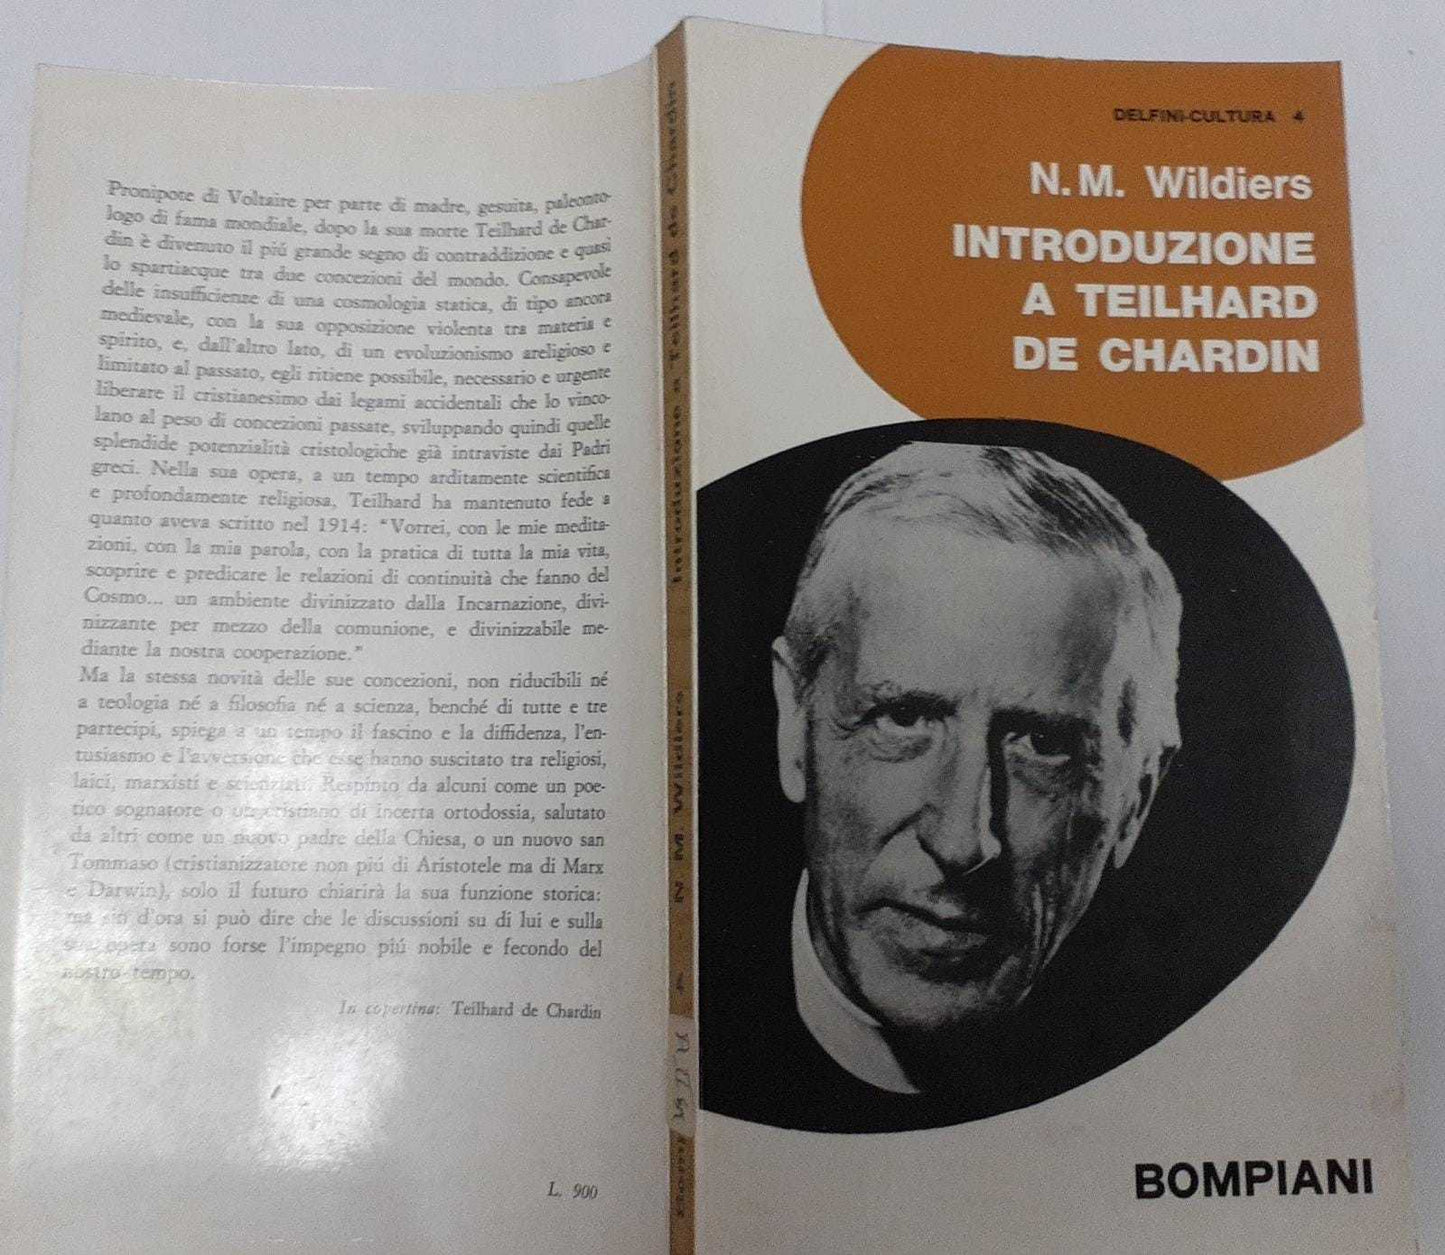 Pronipote di Voltaire per parte di madre, gesuita, paleonto-
logo di fama mondiale, dopo la sua morte Teilhard de Char-
din è divenuto il piú grande segno di contraddizione e quasi
lo spartiacque tra due concezioni del mondo. Consapevole
delle insufficienze di una cosmologia statica, di tipo ancora
medievale, con la sua opposizione violenta tra materia e
spirito, e, dall'altro lato, di un evoluzionismo areligioso e
limitato al passato, egli ritiene possibile, necessario e urgente
liberare il cristianesimo dai legami accidentali che lo vinco-
lano al peso di concezioni passate, sviluppando quindi quelle
splendide potenzialità cristologiche già intraviste dai Padri
greci. Nella sua opera, a un tempo arditamente scientifica
e profondamente religiosa, Teilhard ha mantenuto fede a
quanto aveva scritto nel 1914: "Vorrei, con le mie medita-
zioni, con la mia parola, con la pratica di tutta la mia vita,
scoprire e predicare le relazioni di continuità che fanno del
Cosmo... un ambiente divinizzato dalla Incarnazione, divi-
nizzante per mezzo della comunione, e divinizzabile me-
diante la nostra cooperazione."
Ma la stessa novità delle sue concezioni, non riducibili né
a teologia né a filosofia né a scienza, benché di tutte e tre
partecipi, spiega a un tempo il fascino e la diffidenza, l'en-
tusiasmo e l'avversione che esse hanno suscitato tra religiosi,
laici, marxisti e scienziati. Respinto da alcuni come un poe-
tico sognatore o un cristiano di incerta ortodossia, salutato
da altri come un nuovo padre della Chiesa, o un nuovo san
Tommaso (cristianizzatore non piú di Aristotele ma di Marx
e Darwin), solo il futuro chiarirà la sua funzione storica:
ma sin d'ora si può dire che le discussioni su di lui e sulla
sua opera sono forse l'impegno piú nobile e fecondo del
nostro tempo.
In copertina: Teilhard de Chardin
L. 900
4 - N. M. Wildiers Introduzione a Teilhard de Chardin
DELFINI-CULTURA 4
N. M. Wildiers
INTRODUZIONE
A TEILHARD
DE CHARDIN
BOMPIANI